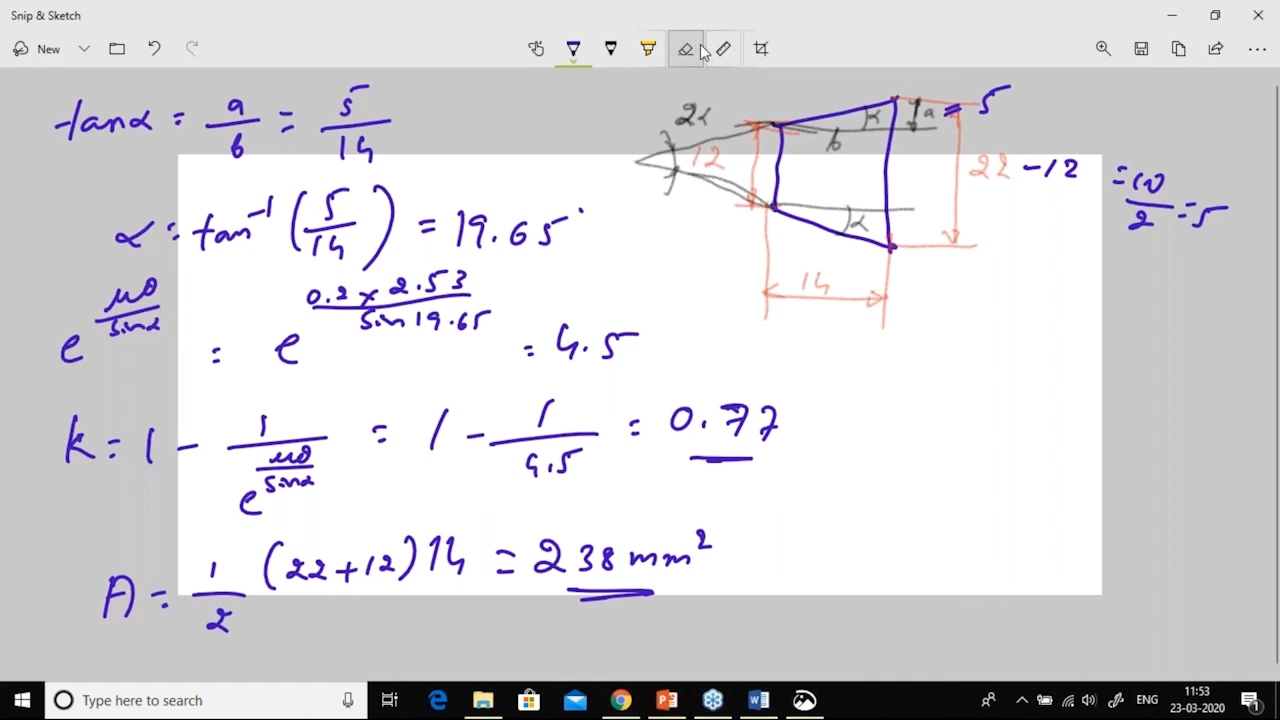 Snip & Sketch
New
tanα = a/b = 5/14
α = tan⁻¹ (5/14) = 19.65°
e^(μθ/sinα) = e^(0.2 × 2.53/sin 19.65) = 4.5
k = 1 - 1/e^(μθ/sinα) = 1 - 1/4.5 = 0.77
A = 1/2 (22+12) 14 = 238 mm²
2α
12
b
α
a = 5
22 - 12 = 10/2 = 5
α
14
Type here to search
ENG
11:53
23-03-2020
1